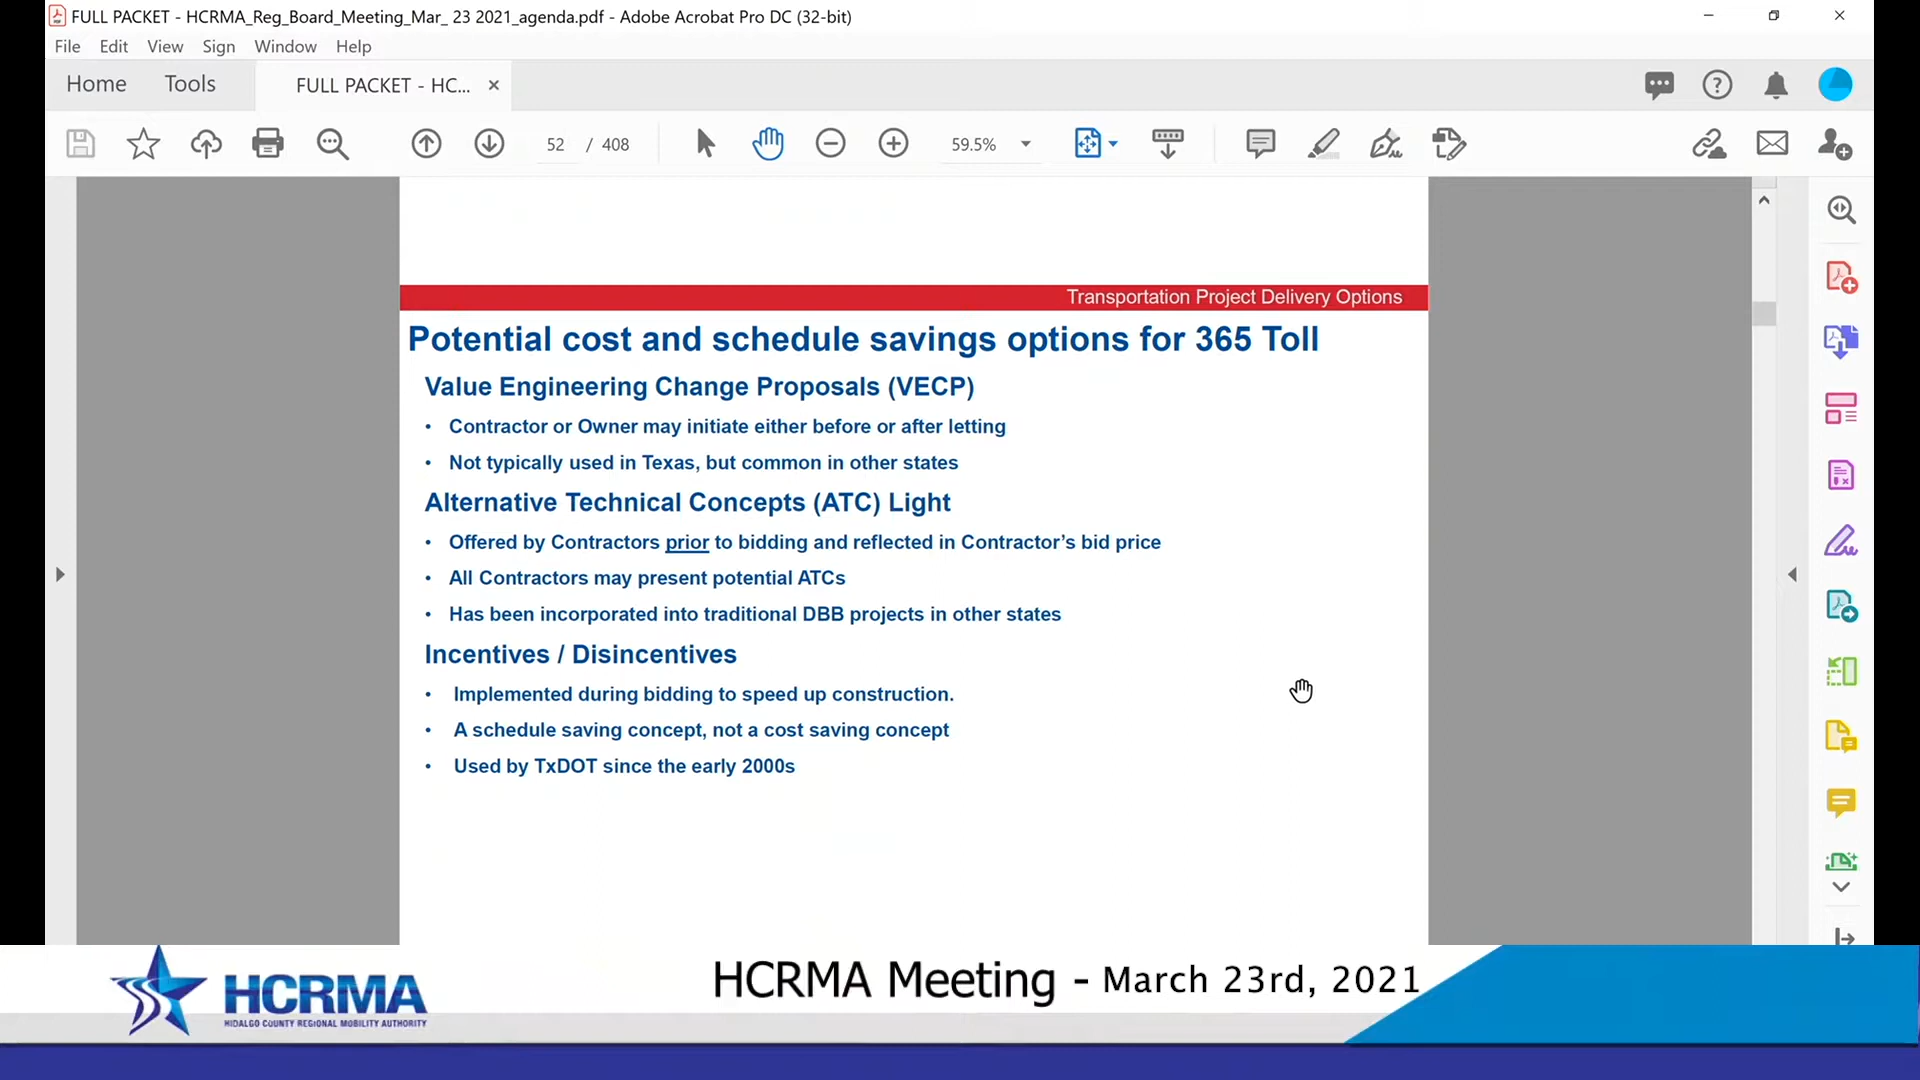 FULL PACKET - HCRMA_Reg_Board_Meeting_Mar_ 23 2021_agenda.pdf - Adobe Acrobat Pro DC (32-bit)
File Edit View Sign Window Help
Home Tools FULL PACKET - HC...
52 / 408 59.5%
Transportation Project Delivery Options
Potential cost and schedule savings options for 365 Toll
Value Engineering Change Proposals (VECP)
• Contractor or Owner may initiate either before or after letting
• Not typically used in Texas, but common in other states
Alternative Technical Concepts (ATC) Light
• Offered by Contractors prior to bidding and reflected in Contractor's bid price
• All Contractors may present potential ATCs
• Has been incorporated into traditional DBB projects in other states
Incentives / Disincentives
• Implemented during bidding to speed up construction.
• A schedule saving concept, not a cost saving concept
• Used by TxDOT since the early 2000s
HCRMA
HIDALGO COUNTY REGIONAL MOBILITY AUTHORITY
HCRMA Meeting - March 23rd, 2021